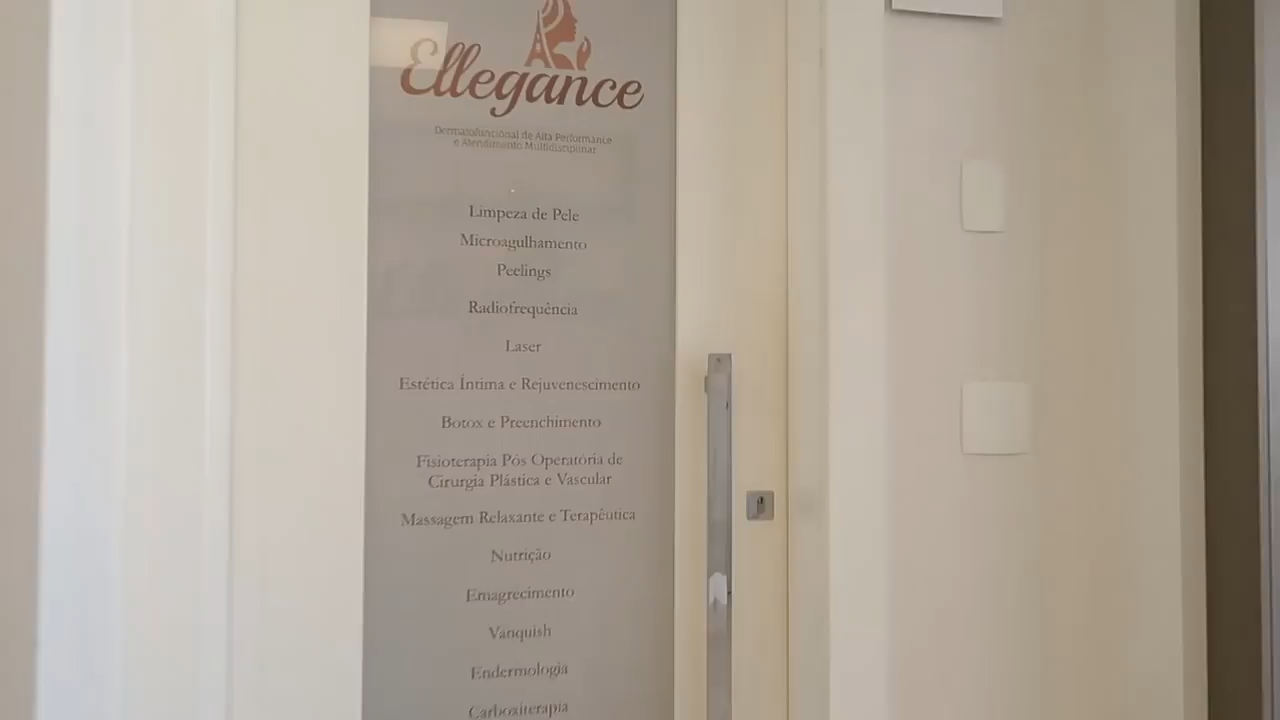 Ellegance
Dermatofuncional de Alta Performance
e Atendimento Multidisciplinar
Limpeza de Pele
Microagulhamento
Peelings
Radiofrequência
Laser
Estética Íntima e Rejuvenescimento
Botox e Preenchimento
Fisioterapia Pós Operatória de
Cirurgia Plástica e Vascular
Massagem Relaxante e Terapêutica
Nutrição
Emagrecimento
Vanquish
Endermologia
Carboxiterapia